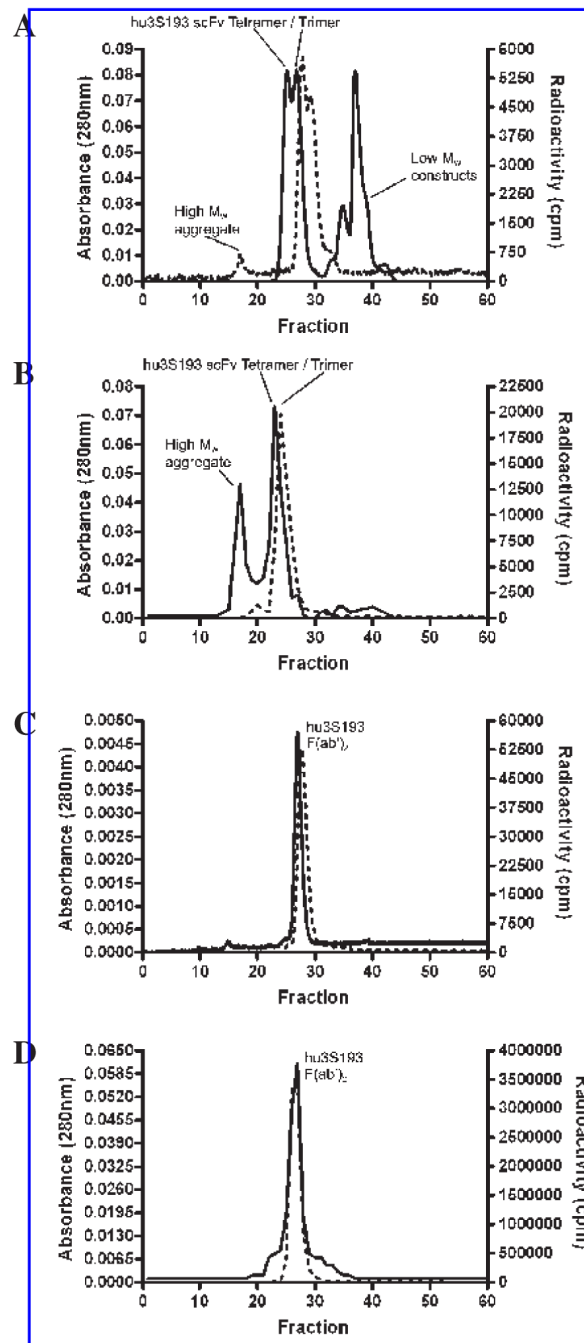 A
hu3S193 scFv Tetramer / Trimer
0.09
0.08
0.07
0.06
0.05
0.04
0.03
0.02
0.01
0.00
Absorbance (280nm)
High Mw
aggregate
Low Mw
constructs
6000
5250
4500
3750
3000
2250
1500
750
0
Radioactivity (cpm)
0 10 20 30 40 50 60
Fraction
B
hu3S193 scFv Tetramer / Trimer
0.08
0.07
0.06
0.05
0.04
0.03
0.02
0.01
0.00
Absorbance (280nm)
High Mw
aggregate
22500
20000
17500
15000
12500
10000
7500
5000
2500
0
Radioactivity (cpm)
0 10 20 30 40 50 60
Fraction
C
hu3S193
F(ab')2
0.0050
0.0045
0.0040
0.0035
0.0030
0.0025
0.0020
0.0015
0.0010
0.0005
0.0000
Absorbance (280nm)
60000
52500
45000
37500
30000
22500
15000
7500
0
Radioactivity (cpm)
0 10 20 30 40 50 60
Fraction
D
hu3S193
F(ab')2
0.0650
0.0585
0.0520
0.0455
0.0390
0.0325
0.0260
0.0195
0.0130
0.0065
0.0000
Absorbance (280nm)
4000000
3500000
3000000
2500000
2000000
1500000
1000000
500000
0
Radioactivity (cpm)
0 10 20 30 40 50 60
Fraction